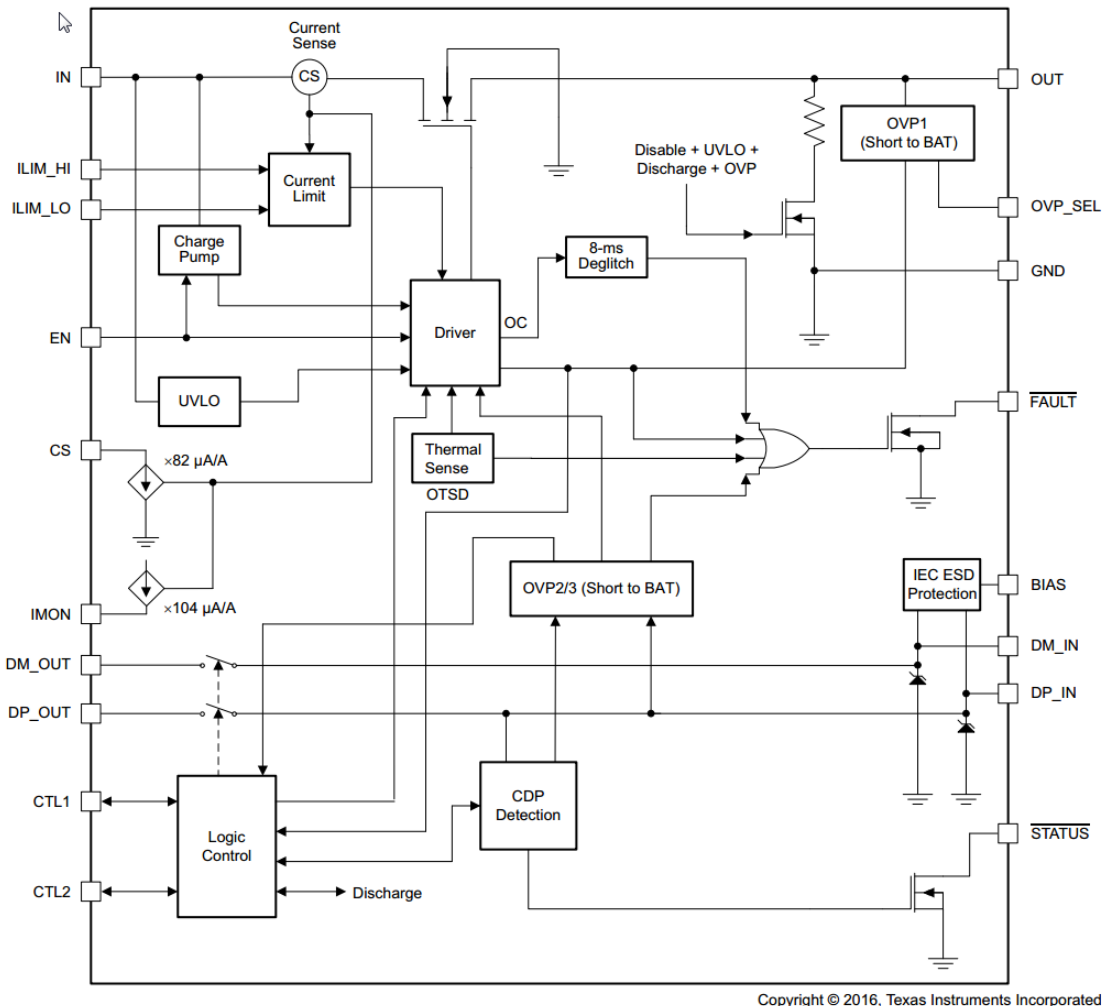 Current
Sense
IN
CS
OUT
OVP1
(Short to BAT)
Disable + UVLO +
Discharge + OVP
ILIM_HI
Current
Limit
ILIM_LO
OVP_SEL
Charge
Pump
8-ms
Deglitch
GND
EN
Driver
OC
UVLO
FAULT
CS
×82 μA/A
Thermal
Sense
OTSD
OVP2/3 (Short to BAT)
IEC ESD
Protection
BIAS
×104 μA/A
IMON
DM_OUT
DM_IN
DP_OUT
DP_IN
CTL1
CDP
Detection
Logic
Control
STATUS
CTL2
Discharge
Copyright © 2016, Texas Instruments Incorporated